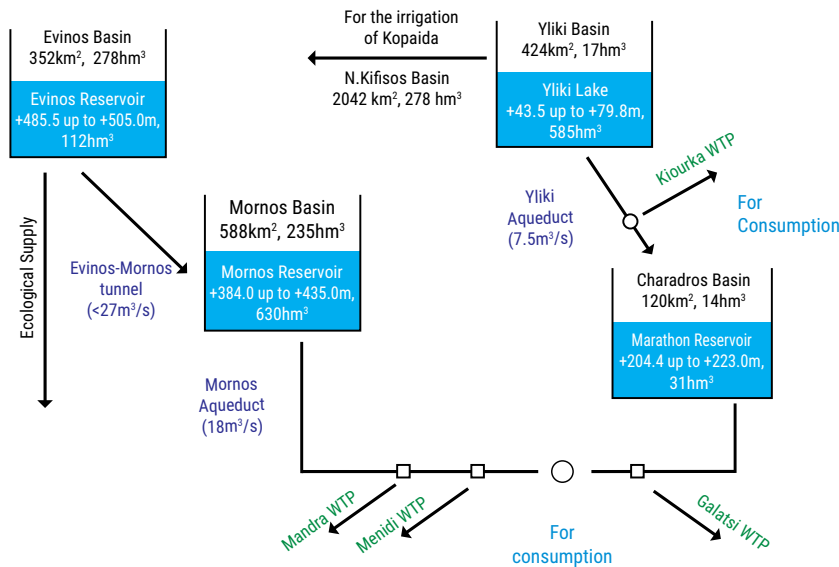 Evinos Basin
352km², 278hm³
Evinos Reservoir
+485.5 up to +505.0m,
112hm³
For the irrigation
of Kopaida
N.Kifisos Basin
2042 km², 278 hm³
Yliki Basin
424km², 17hm³
Yliki Lake
+43.5 up to +79.8m,
585hm³
Kiourka WTP
Yliki
Aqueduct
(7.5m³/s)
For
Consumption
Ecological Supply
Evinos-Mornos
tunnel
(<27m³/s)
Mornos Basin
588km², 235hm³
Mornos Reservoir
+384.0 up to +435.0m,
630hm³
Charadros Basin
120km², 14hm³
Marathon Reservoir
+204.4 up to +223.0m,
31hm³
Mornos
Aqueduct
(18m³/s)
Mandra WTP
Menidi WTP
For
consumption
Galatsi WTP